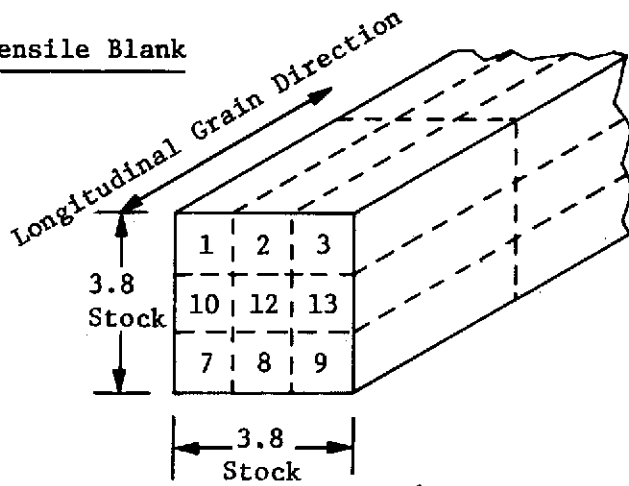 ensile Blank
Longitudinal Grain Direction
3.8
Stock
1 2 3
10 12 13
7 8 9
3.8
Stock